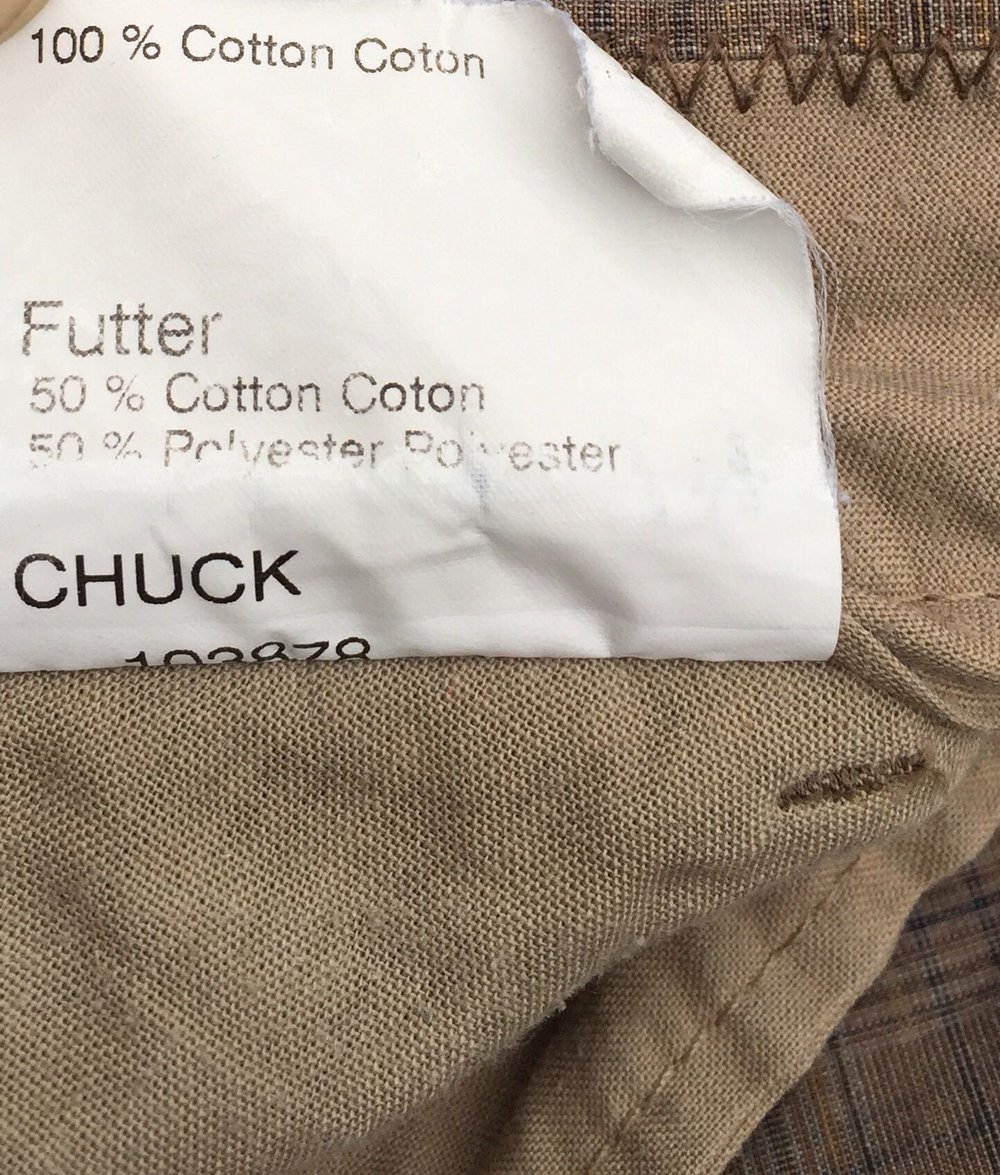 100 % Cotton Coton
Futter
50 % Cotton Coton
50 % Polyester Polyester
CHUCK